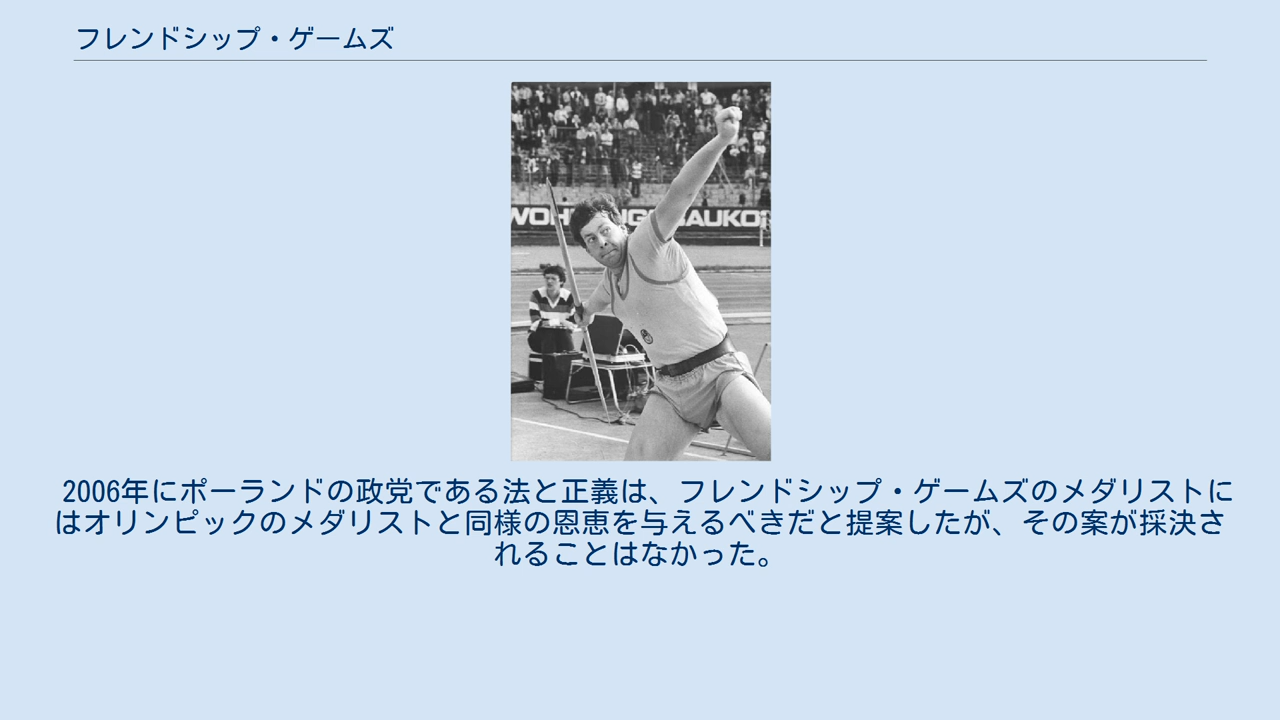 フレンドシップ・ゲームズ
2006年にポーランドの政党である法と正義は、フレンドシップ・ゲームズのメダリストに
はオリンピックのメダリストと同様の恩恵を与えるべきだと提案したが、その案が採決さ
れることはなかった。